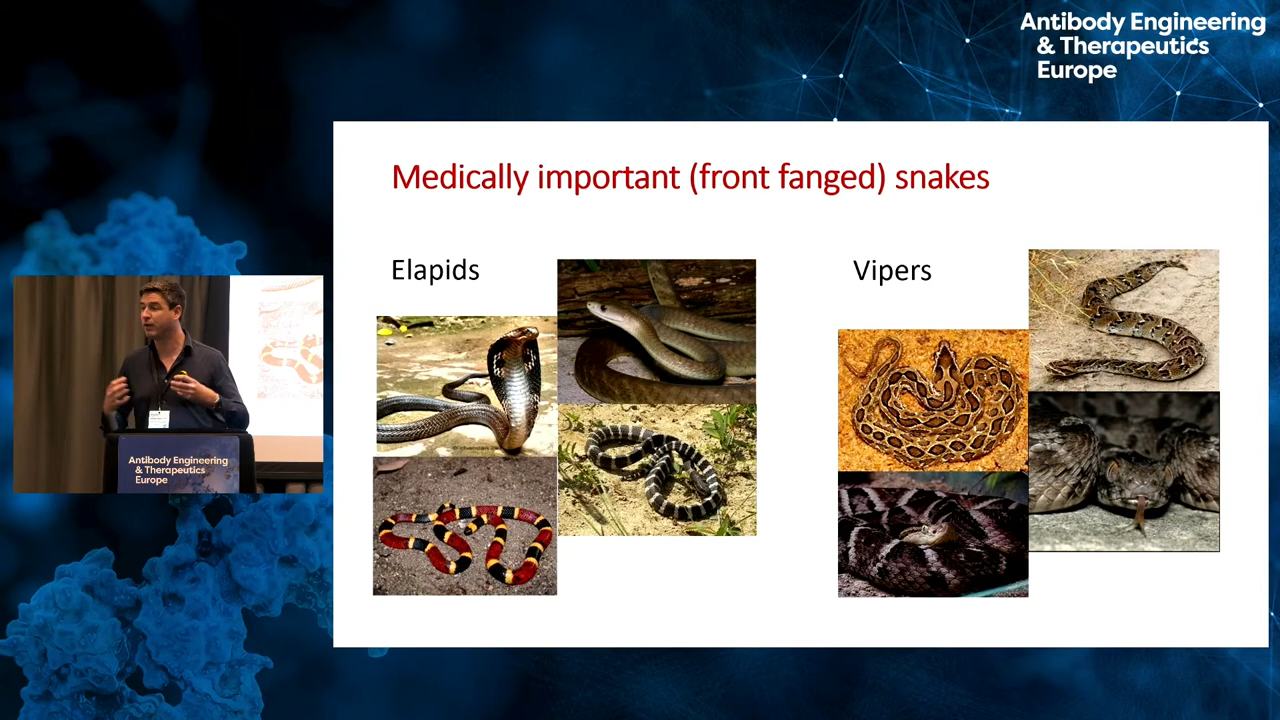 Antibody Engineering
& Therapeutics
Europe
Medically important (front fanged) snakes
Elapids
Vipers
Antibody Engineering
& Therapeutics
Europe